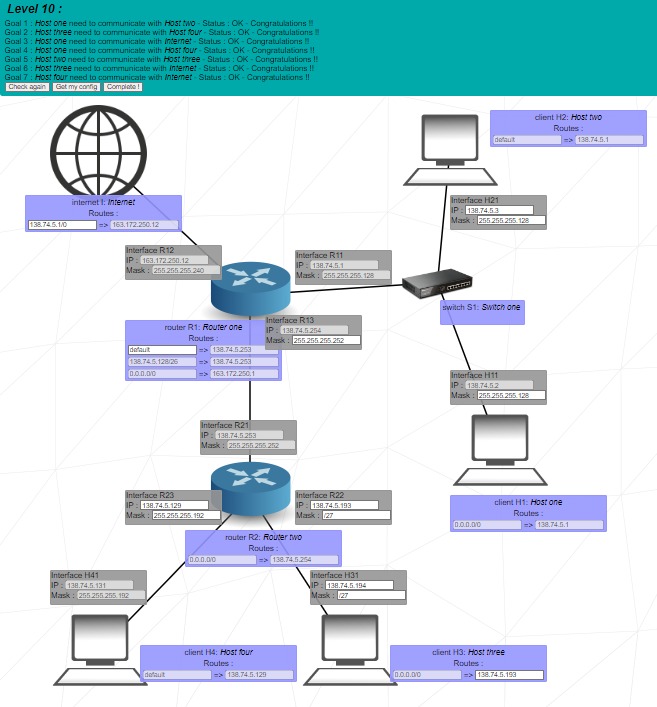 Level 10 :
Goal 1 : Host one need to communicate with Host two - Status : OK - Congratulations !!
Goal 2 : Host three need to communicate with Host four - Status : OK - Congratulations !!
Goal 3 : Host one need to communicate with Internet - Status : OK - Congratulations !!
Goal 4 : Host one need to communicate with Host four - Status : OK - Congratulations !!
Goal 5 : Host two need to communicate with Host three - Status : OK - Congratulations !!
Goal 6 : Host three need to communicate with Internet - Status : OK - Congratulations !!
Goal 7 : Host four need to communicate with Internet - Status : OK - Congratulations !!
Check again Get my config Complete !
client H2: Host two
Routes :
default => 138.74.5.1
internet I: Internet
Routes :
138.74.5.1/0 => 163.172.250.12
Interface H21
IP : 138.74.5.3
Mask : 255.255.255.128
Interface R12
IP : 163.172.250.12
Mask : 255.255.255.240
Interface R11
IP : 138.74.5.1
Mask : 255.255.255.128
switch S1: Switch one
Interface R13
IP : 138.74.5.254
Mask : 255.255.255.252
router R1: Router one
Routes :
default => 138.74.5.253
138.74.5.128/26 => 138.74.5.253
0.0.0.0/0 => 163.172.250.1
Interface H11
IP : 138.74.5.2
Mask : 255.255.255.128
Interface R21
IP : 138.74.5.253
Mask : 255.255.255.252
Interface R23
IP : 138.74.5.129
Mask : 255.255.255.192
Interface R22
IP : 138.74.5.193
Mask : /27
client H1: Host one
Routes :
0.0.0.0/0 => 138.74.5.1
router R2: Router two
Routes :
0.0.0.0/0 => 138.74.5.254
Interface H41
IP : 138.74.5.131
Mask : 255.255.255.192
Interface H31
IP : 138.74.5.194
Mask : /27
client H4: Host four
Routes :
default => 138.74.5.129
client H3: Host three
Routes :
0.0.0.0/0 => 138.74.5.193